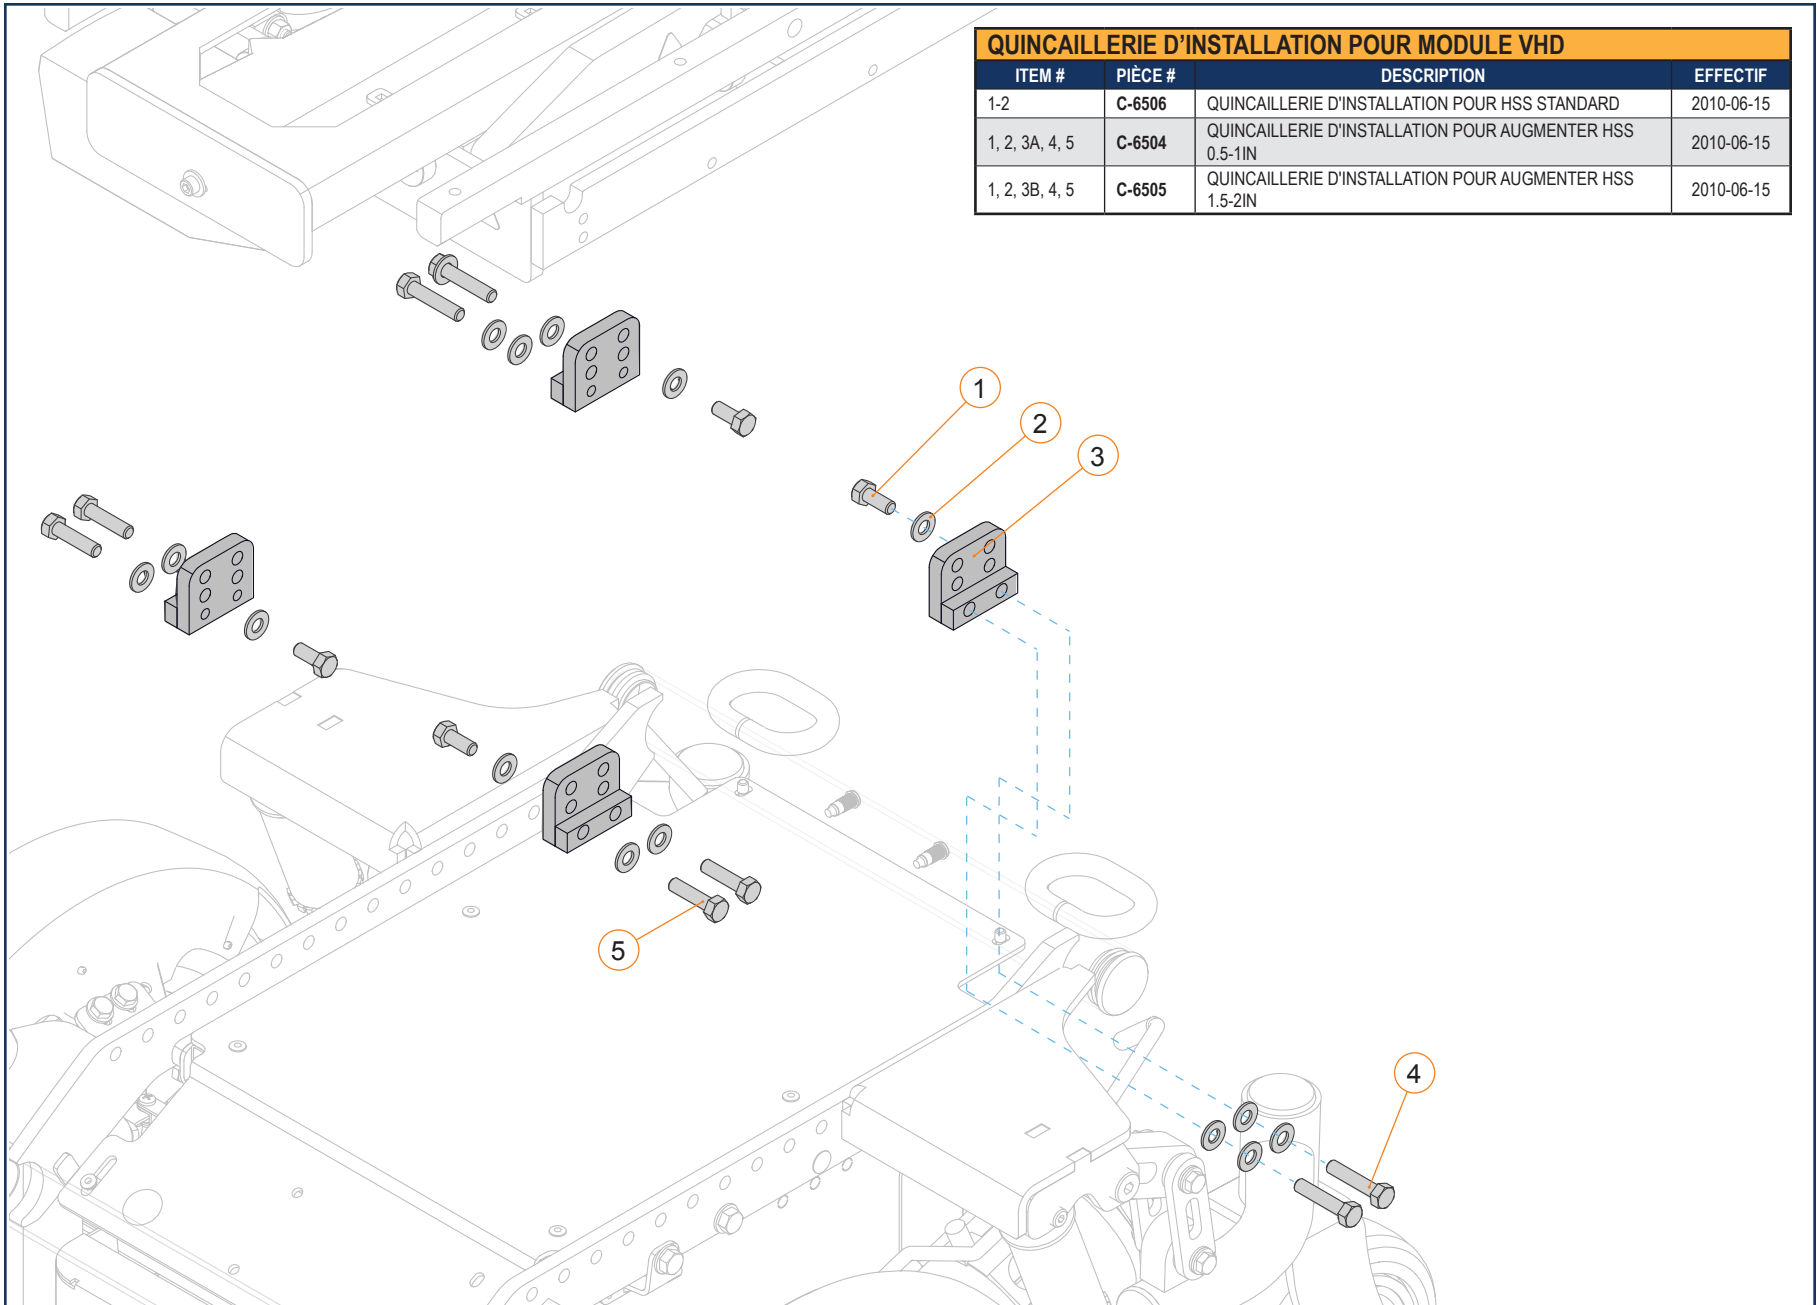 QUINCAILLERIE D’INSTALLATION POUR MODULE VHD
ITEM # PIÈCE # DESCRIPTION EFFECTIF
1-2 C-6506 QUINCAILLERIE D'INSTALLATION POUR HSS STANDARD 2010-06-15
1, 2, 3A, 4, 5 C-6504 QUINCAILLERIE D'INSTALLATION POUR AUGMENTER HSS 0.5-1IN 2010-06-15
1, 2, 3B, 4, 5 C-6505 QUINCAILLERIE D'INSTALLATION POUR AUGMENTER HSS 1.5-2IN 2010-06-15
1
2
3
5
4